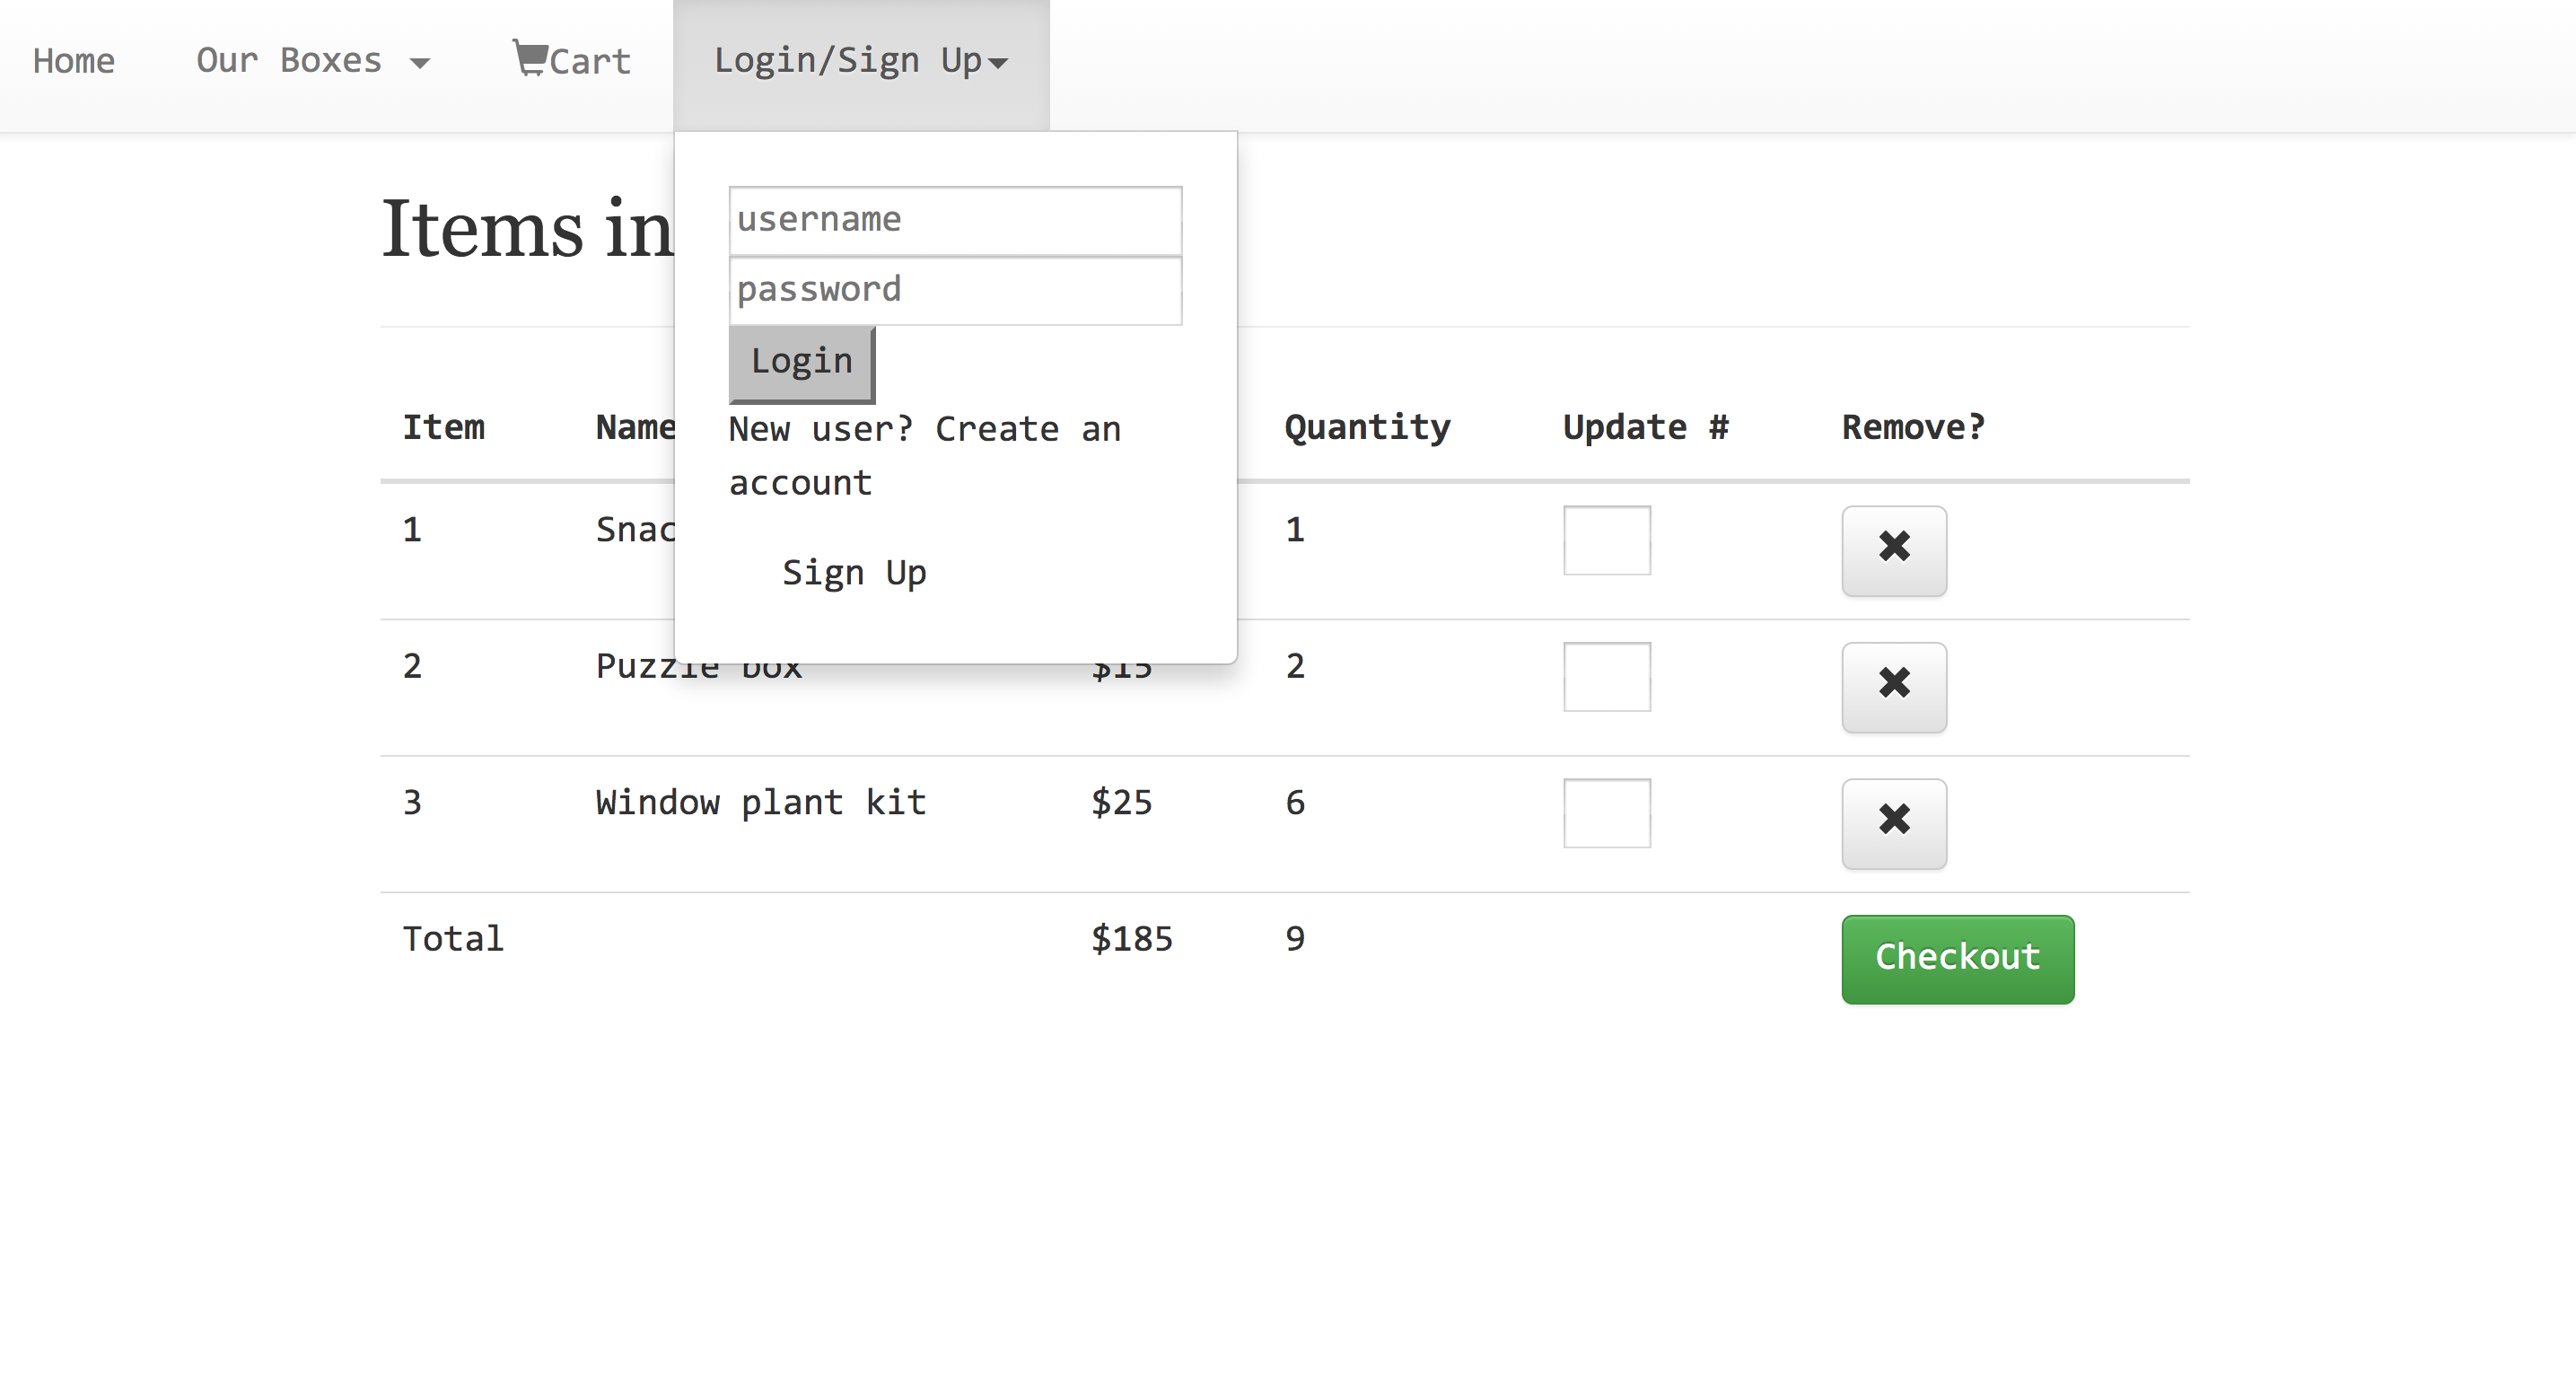 Home Our Boxes Cart Login/Sign Up
Items in
username
password
Login
New user? Create an
account
Sign Up
Item Name Quantity Update # Remove?
1 1
2 Puzzle box $15 2
3 Window plant kit $25 6
Total $185 9 Checkout